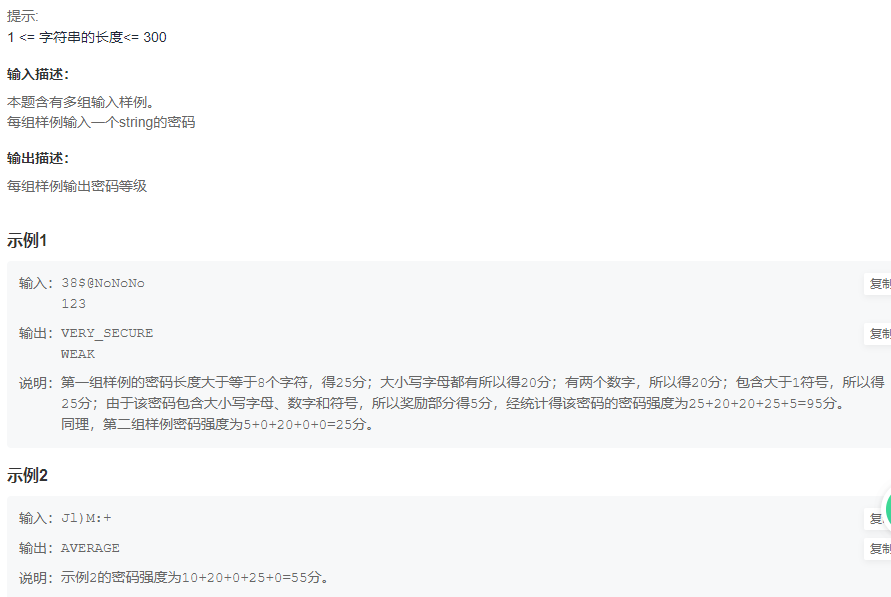 提示:
1 <= 字符串的长度<= 300
输入描述：
本题含有多组输入样例。
每组样例输入一个string的密码
输出描述：
每组样例输出密码等级
示例1
输入：38$@NoNoNo
复制
123
输出：VERY_SECURE
复制
WEAK
说明：第一组样例的密码长度大于等于8个字符，得25分；大小写字母都有所以得20分；有两个数字，所以得20分；包含大于1符号，所以得
25分；由于该密码包含大小写字母、数字和符号，所以奖励部分得5分，经统计得该密码的密码强度为25+20+20+25+5=95分。
同理，第二组样例密码强度为5+0+20+0+0=25分。
示例2
输入：Jl)M:+
复
输出：AVERAGE
复制
说明：示例2的密码强度为10+20+0+25+0=55分。